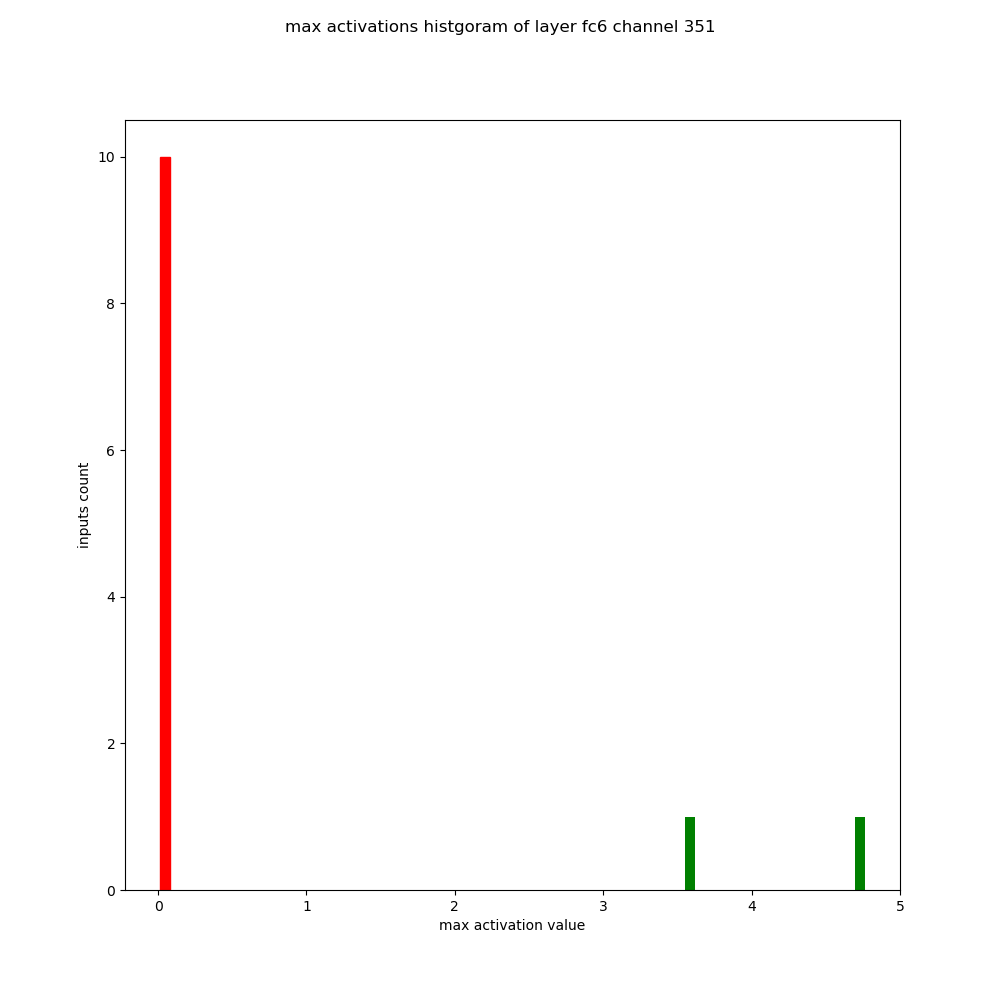 max activations histgoram of layer fc6 channel 351
10
8
6
4
2
0
inputs count
0 1 2 3 4 5
max activation value